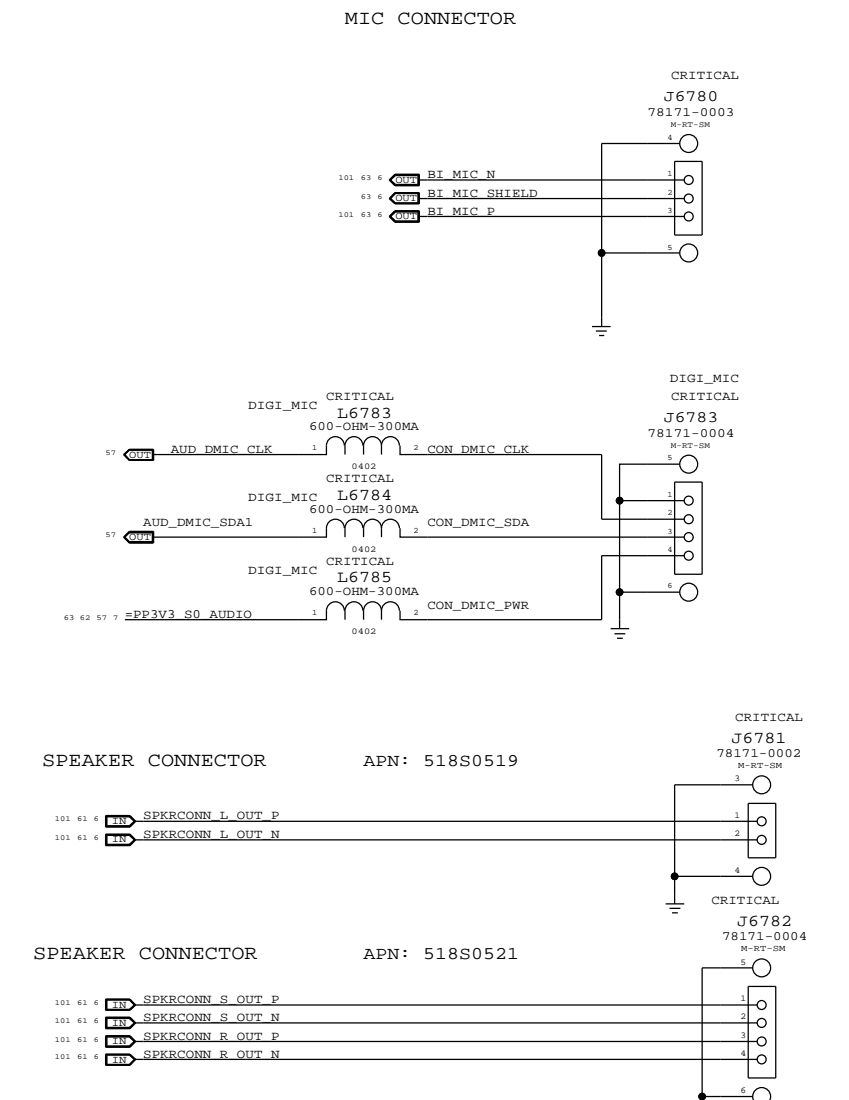 MIC CONNECTOR
CRITICAL
J6780
78171-0003
M-RT-SM
4
101 63 6 OUT BI_MIC_N 1
63 6 OUT BI_MIC_SHIELD 2
101 63 6 OUT BI_MIC_P 3
5
DIGI_MIC
CRITICAL
J6783
78171-0004
M-RT-SM
CRITICAL
DIGI_MIC L6783
600-OHM-300MA
57 OUT AUD_DMIC_CLK 1 2 CON_DMIC_CLK
0402
5
CRITICAL
DIGI_MIC L6784
600-OHM-300MA
1
2
57 OUT AUD_DMIC_SDA1 1 2 CON_DMIC_SDA 3
0402
4
CRITICAL
DIGI_MIC L6785
600-OHM-300MA
6
63 62 57 7 =PP3V3_S0_AUDIO 1 2 CON_DMIC_PWR
0402
CRITICAL
J6781
78171-0002
M-RT-SM
SPEAKER CONNECTOR APN: 518S0519
3
101 61 6 IN SPKRCONN_L_OUT_P 1
101 61 6 IN SPKRCONN_L_OUT_N 2
4
CRITICAL
J6782
78171-0004
M-RT-SM
SPEAKER CONNECTOR APN: 518S0521
5
101 61 6 IN SPKRCONN_S_OUT_P 1
101 61 6 IN SPKRCONN_S_OUT_N 2
101 61 6 IN SPKRCONN_R_OUT_P 3
101 61 6 IN SPKRCONN_R_OUT_N 4
6